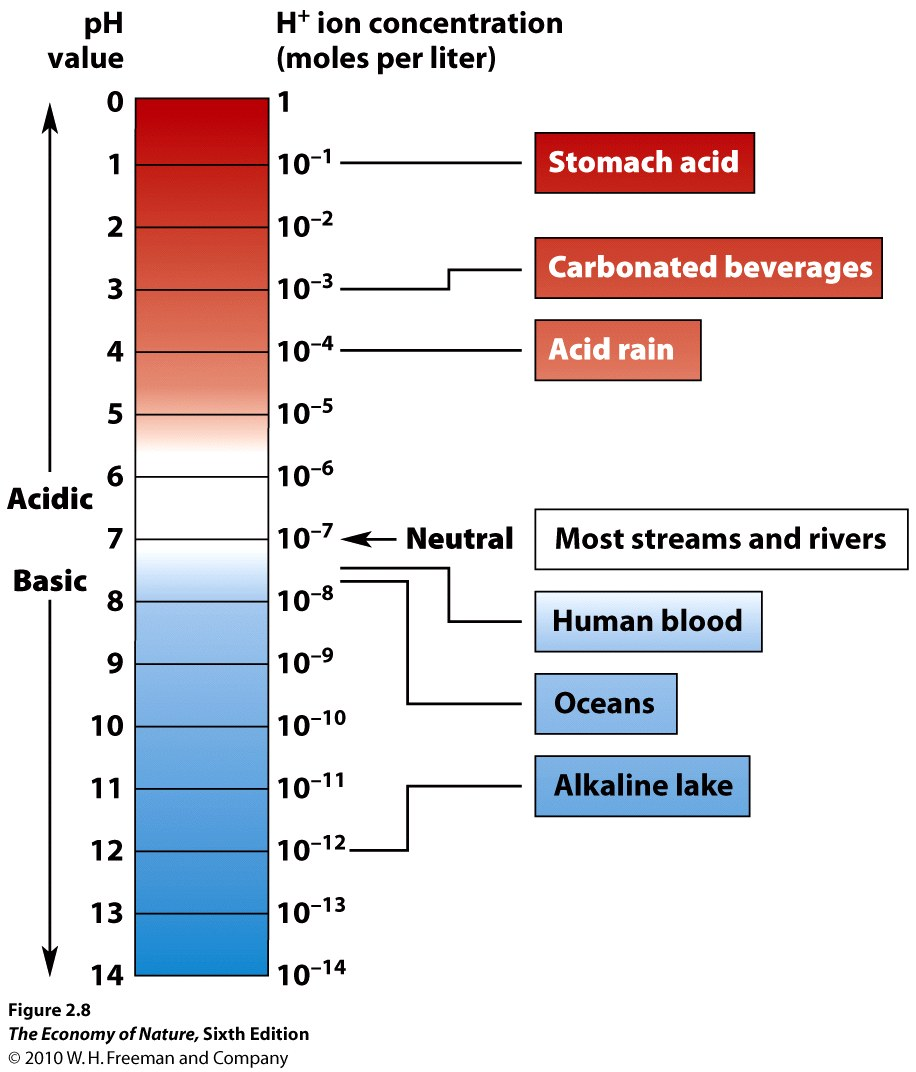 pH value
H⁺ ion concentration (moles per liter)
0 1
1 10⁻¹ Stomach acid
2 10⁻²
Carbonated beverages
3 10⁻³
4 10⁻⁴ Acid rain
5 10⁻⁵
6 10⁻⁶
Acidic
7 10⁻⁷ Neutral Most streams and rivers
Basic
8 10⁻⁸
Human blood
9 10⁻⁹
Oceans
10 10⁻¹⁰
11 10⁻¹¹ Alkaline lake
12 10⁻¹²
13 10⁻¹³
14 10⁻¹⁴
Figure 2.8
The Economy of Nature, Sixth Edition
© 2010 W. H. Freeman and Company